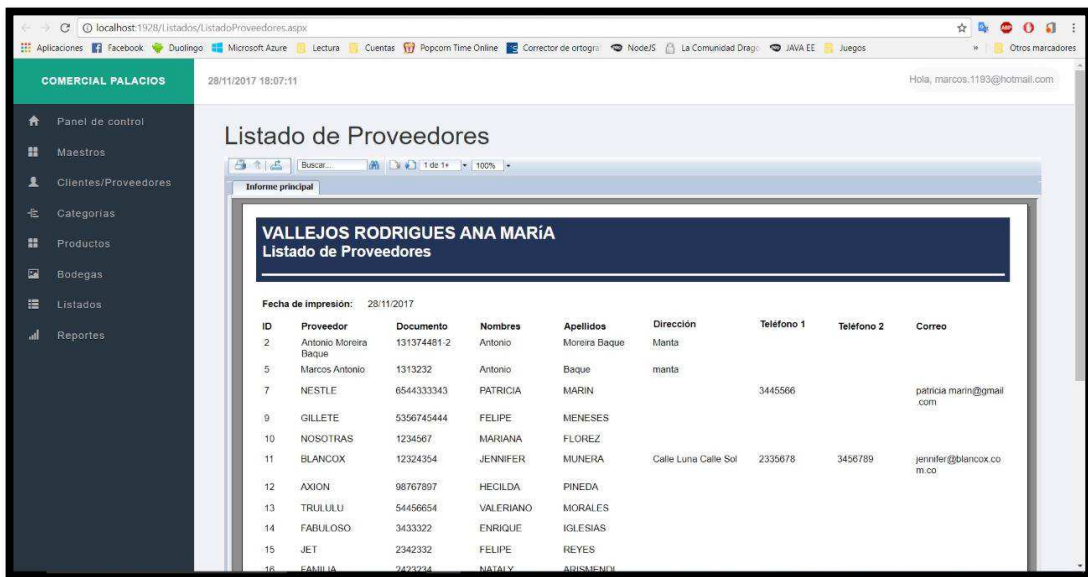 localhost:1928/Listados/ListadoProveedores.aspx
Aplicaciones Facebook Duolingo Microsoft Azure Lectura Cuentas Popcorn Time Online Corrector de ortogra NodeJS La Comunidad Drago JAVA EE Juegos » Otros marcadores
COMERCIAL PALACIOS 28/11/2017 18:07:11 Hola, marcos.1193@hotmail.com
Panel de control
Maestros
Clientes/Proveedores
Categorías
Productos
Bodegas
Listados
Reportes
Listado de Proveedores
Buscar... 1 de 1+ 100%
Informe principal
VALLEJOS RODRIGUES ANA MARíA
Listado de Proveedores
Fecha de impresión: 28/11/2017
ID Proveedor Documento Nombres Apellidos Dirección Teléfono 1 Teléfono 2 Correo
2 Antonio Moreira Baque 131374481-2 Antonio Moreira Baque Manta
5 Marcos Antonio 1313232 Antonio Baque manta
7 NESTLE 6544333343 PATRICIA MARIN 3445566 patricia.marin@gmail.com
9 GILLETE 5356745444 FELIPE MENESES
10 NOSOTRAS 1234567 MARIANA FLOREZ
11 BLANCOX 12324354 JENNIFER MUNERA Calle Luna Calle Sol 2335678 3456789 jennifer@blancox.com.co
12 AXION 98767897 HECILDA PINEDA
13 TRULULU 54456654 VALERIANO MORALES
14 FABULOSO 3433322 ENRIQUE IGLESIAS
15 JET 2342332 FELIPE REYES
16 FAMILIA 2423234 NATALY ARISMENDI